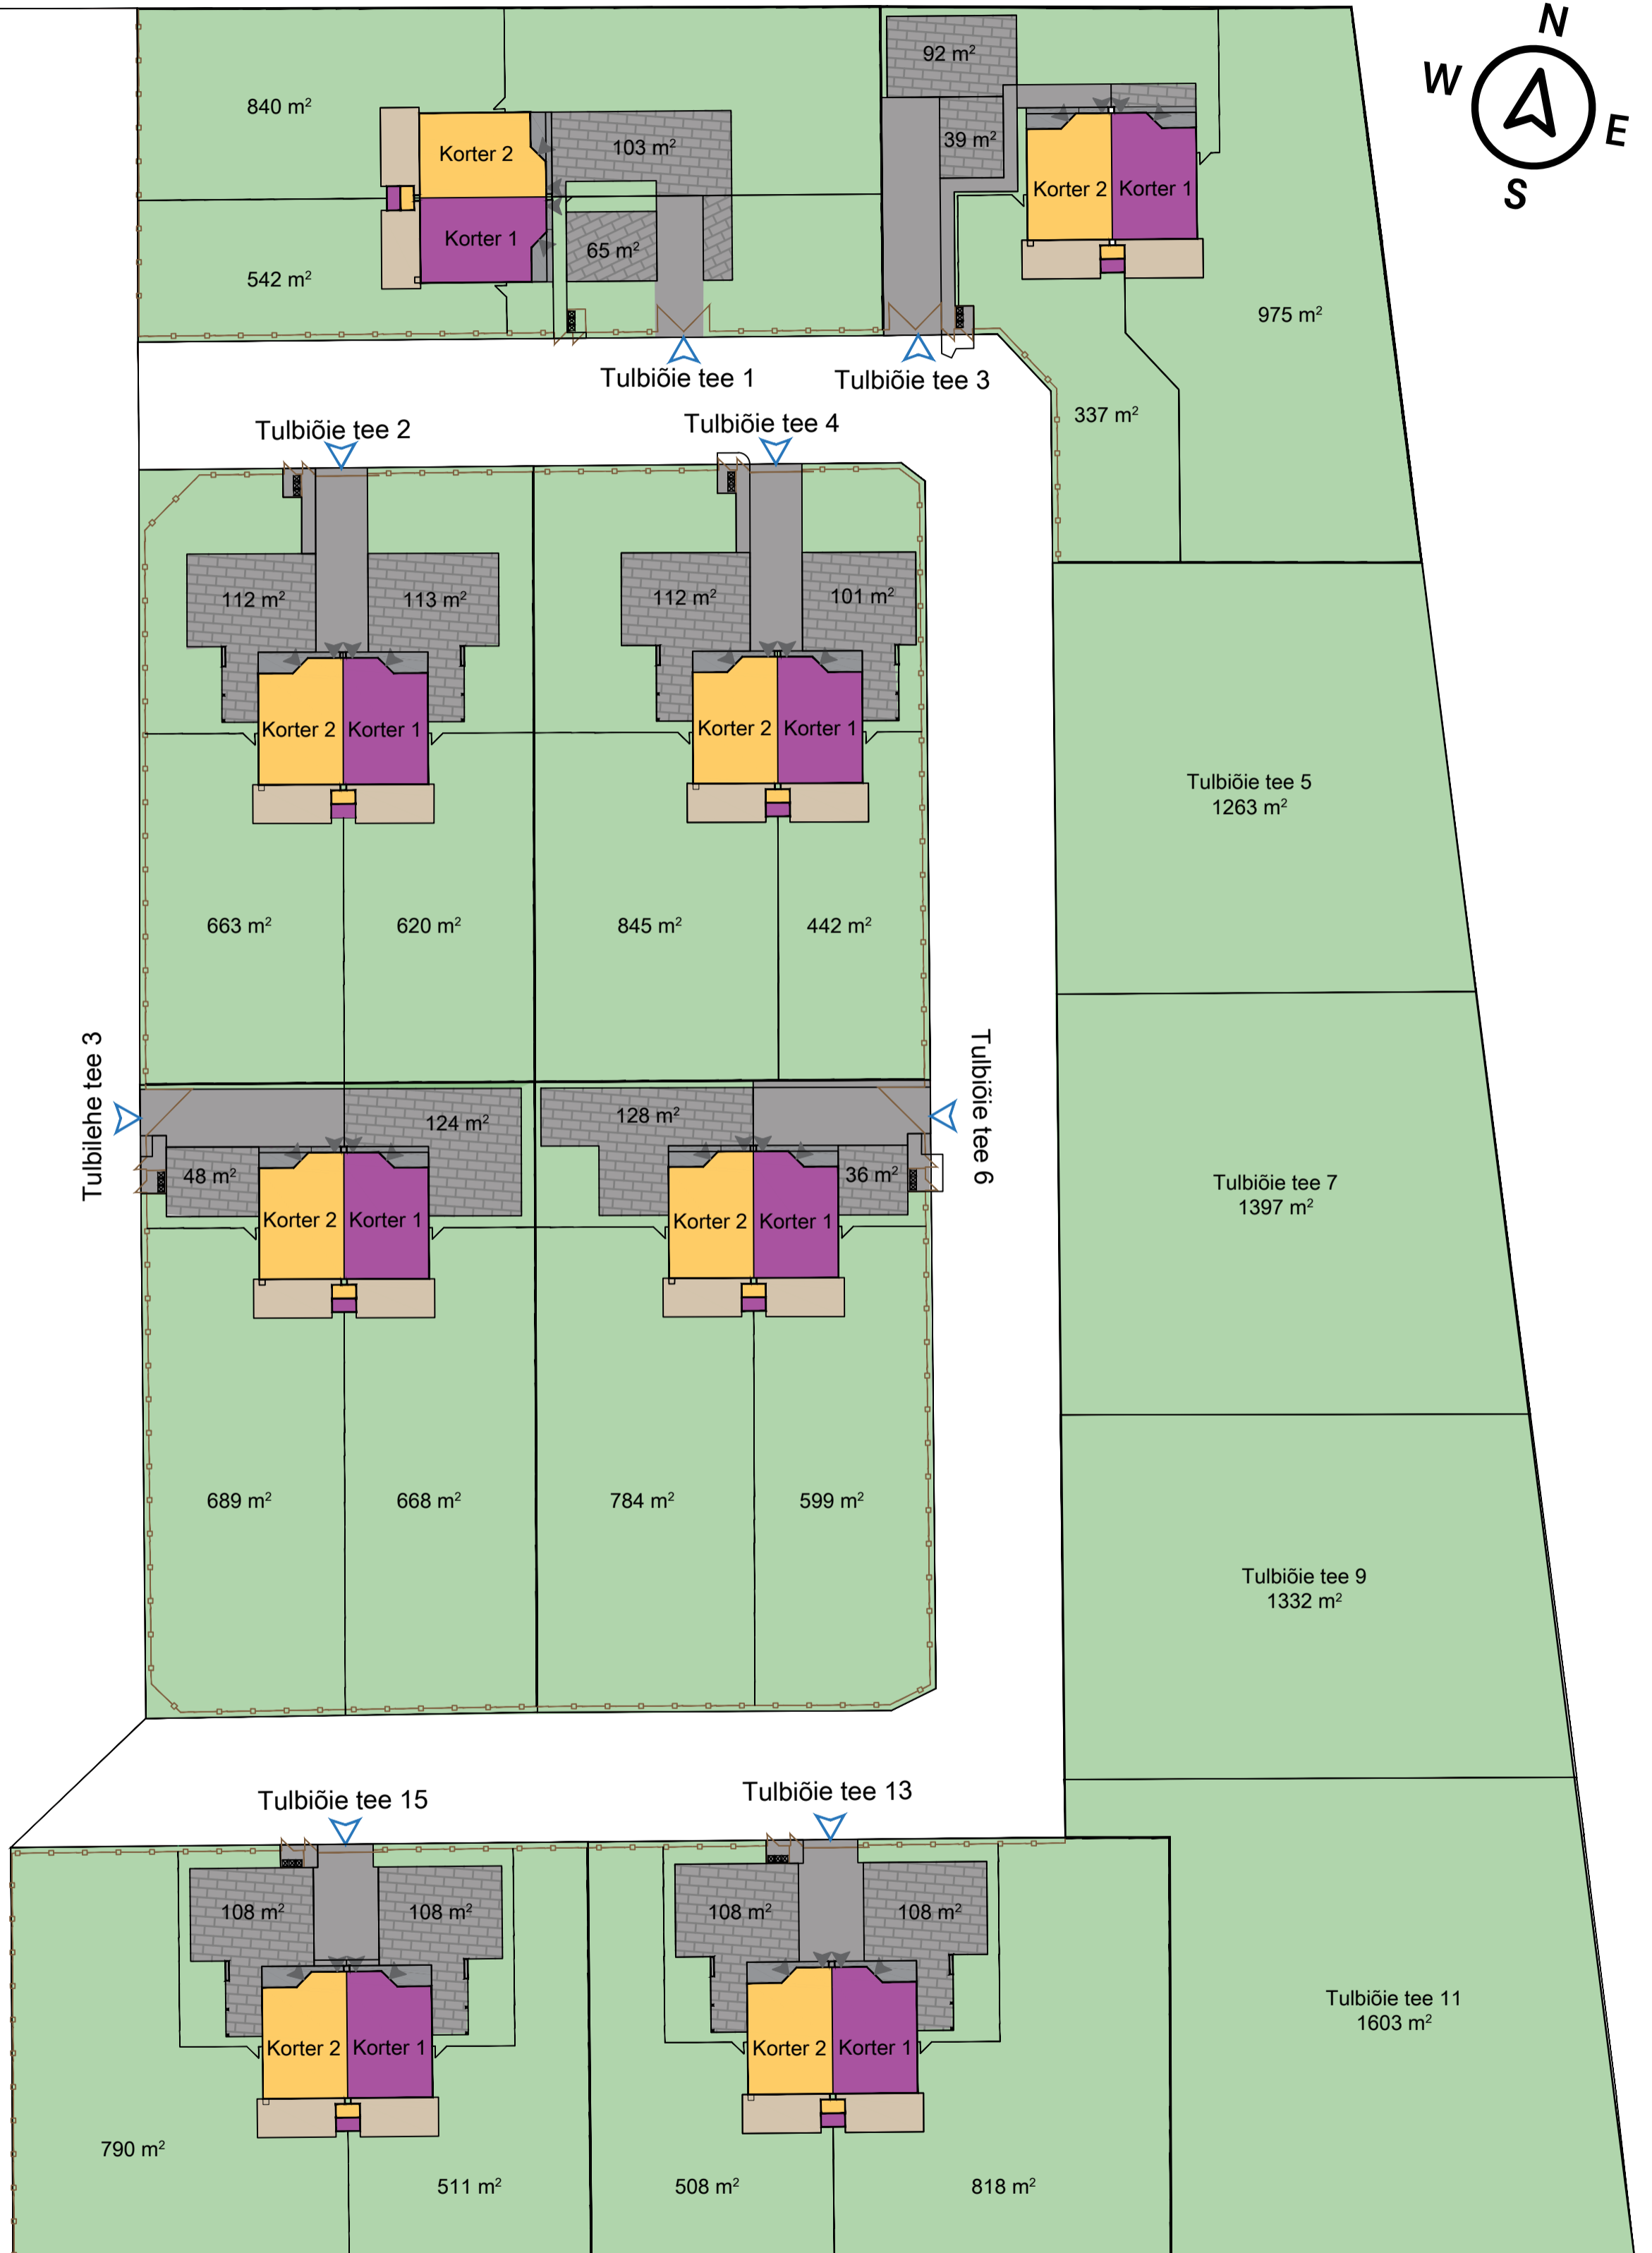 N
W
E
S
92 m²
840 m²
103 m²
39 m²
Korter 2
Korter 2
Korter 1
Korter 1
65 m²
542 m²
975 m²
Tulbiõie tee 1
Tulbiõie tee 3
337 m²
Tulbiõie tee 2
Tulbiõie tee 4
112 m²
113 m²
112 m²
101 m²
Korter 2
Korter 1
Korter 2
Korter 1
Tulbiõie tee 5
1263 m²
663 m²
620 m²
845 m²
442 m²
Tulbilehe tee 3
Tulbiõie tee 6
124 m²
128 m²
48 m²
36 m²
Korter 2
Korter 1
Korter 2
Korter 1
Tulbiõie tee 7
1397 m²
689 m²
668 m²
784 m²
599 m²
Tulbiõie tee 9
1332 m²
Tulbiõie tee 15
Tulbiõie tee 13
108 m²
108 m²
108 m²
108 m²
Korter 2
Korter 1
Korter 2
Korter 1
Tulbiõie tee 11
1603 m²
790 m²
511 m²
508 m²
818 m²